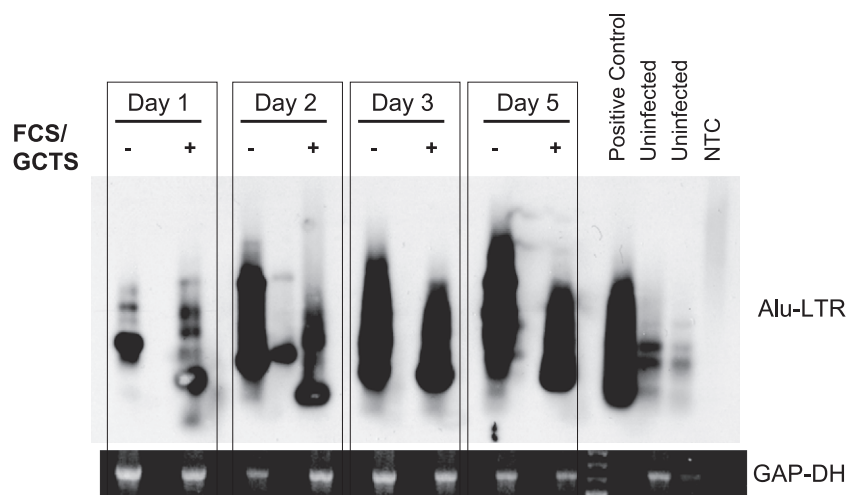 Day 1 Day 2 Day 3 Day 5
Positive Control
Uninfected
Uninfected
NTC
FCS/
GCTS
- + - + - + - +
Alu-LTR
GAP-DH